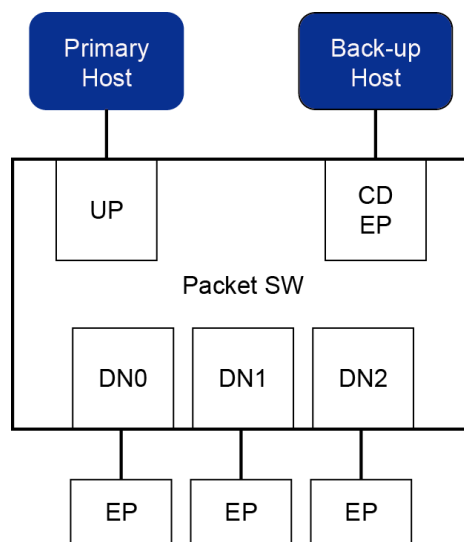 Primary
Host
Back-up
Host
UP
CD
EP
Packet SW
DN0
DN1
DN2
EP
EP
EP